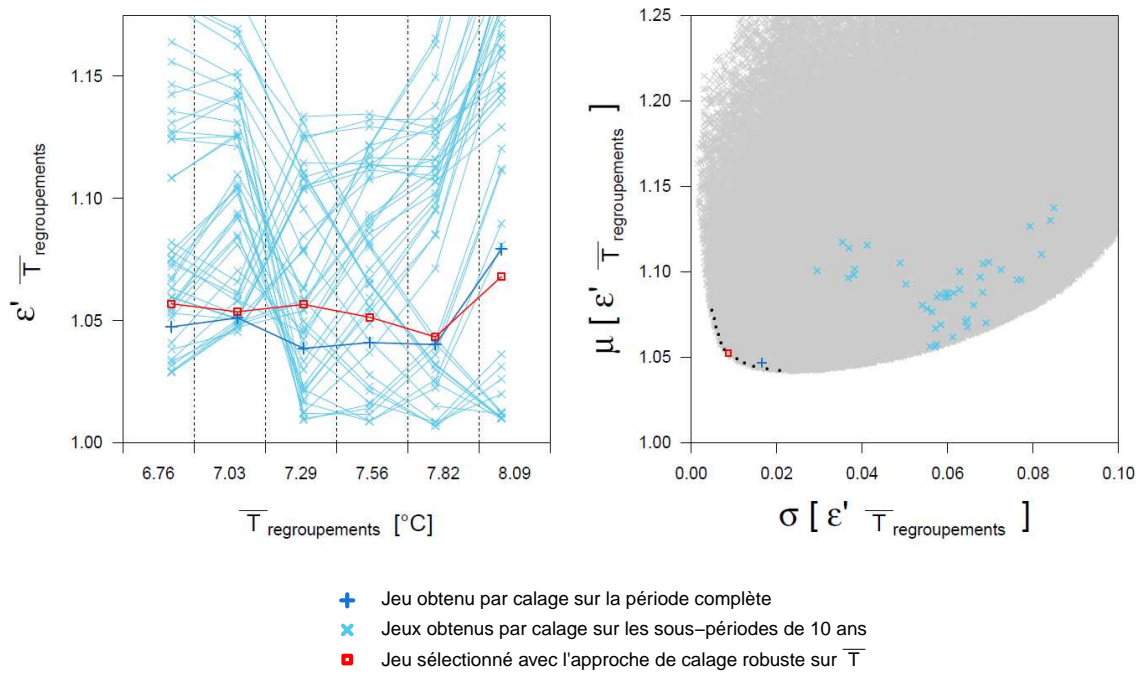 1.15
1.10
1.05
1.00
ε' T̅ regroupements
6.76 7.03 7.29 7.56 7.82 8.09
T̅ regroupements [°C]
1.25
1.20
1.15
1.10
1.05
1.00
μ [ ε' T̅ regroupements ]
0.00 0.02 0.04 0.06 0.08 0.10
σ [ ε' T̅ regroupements ]
Jeu obtenu par calage sur la période complète
Jeux obtenus par calage sur les sous−périodes de 10 ans
Jeu sélectionné avec l'approche de calage robuste sur T̅